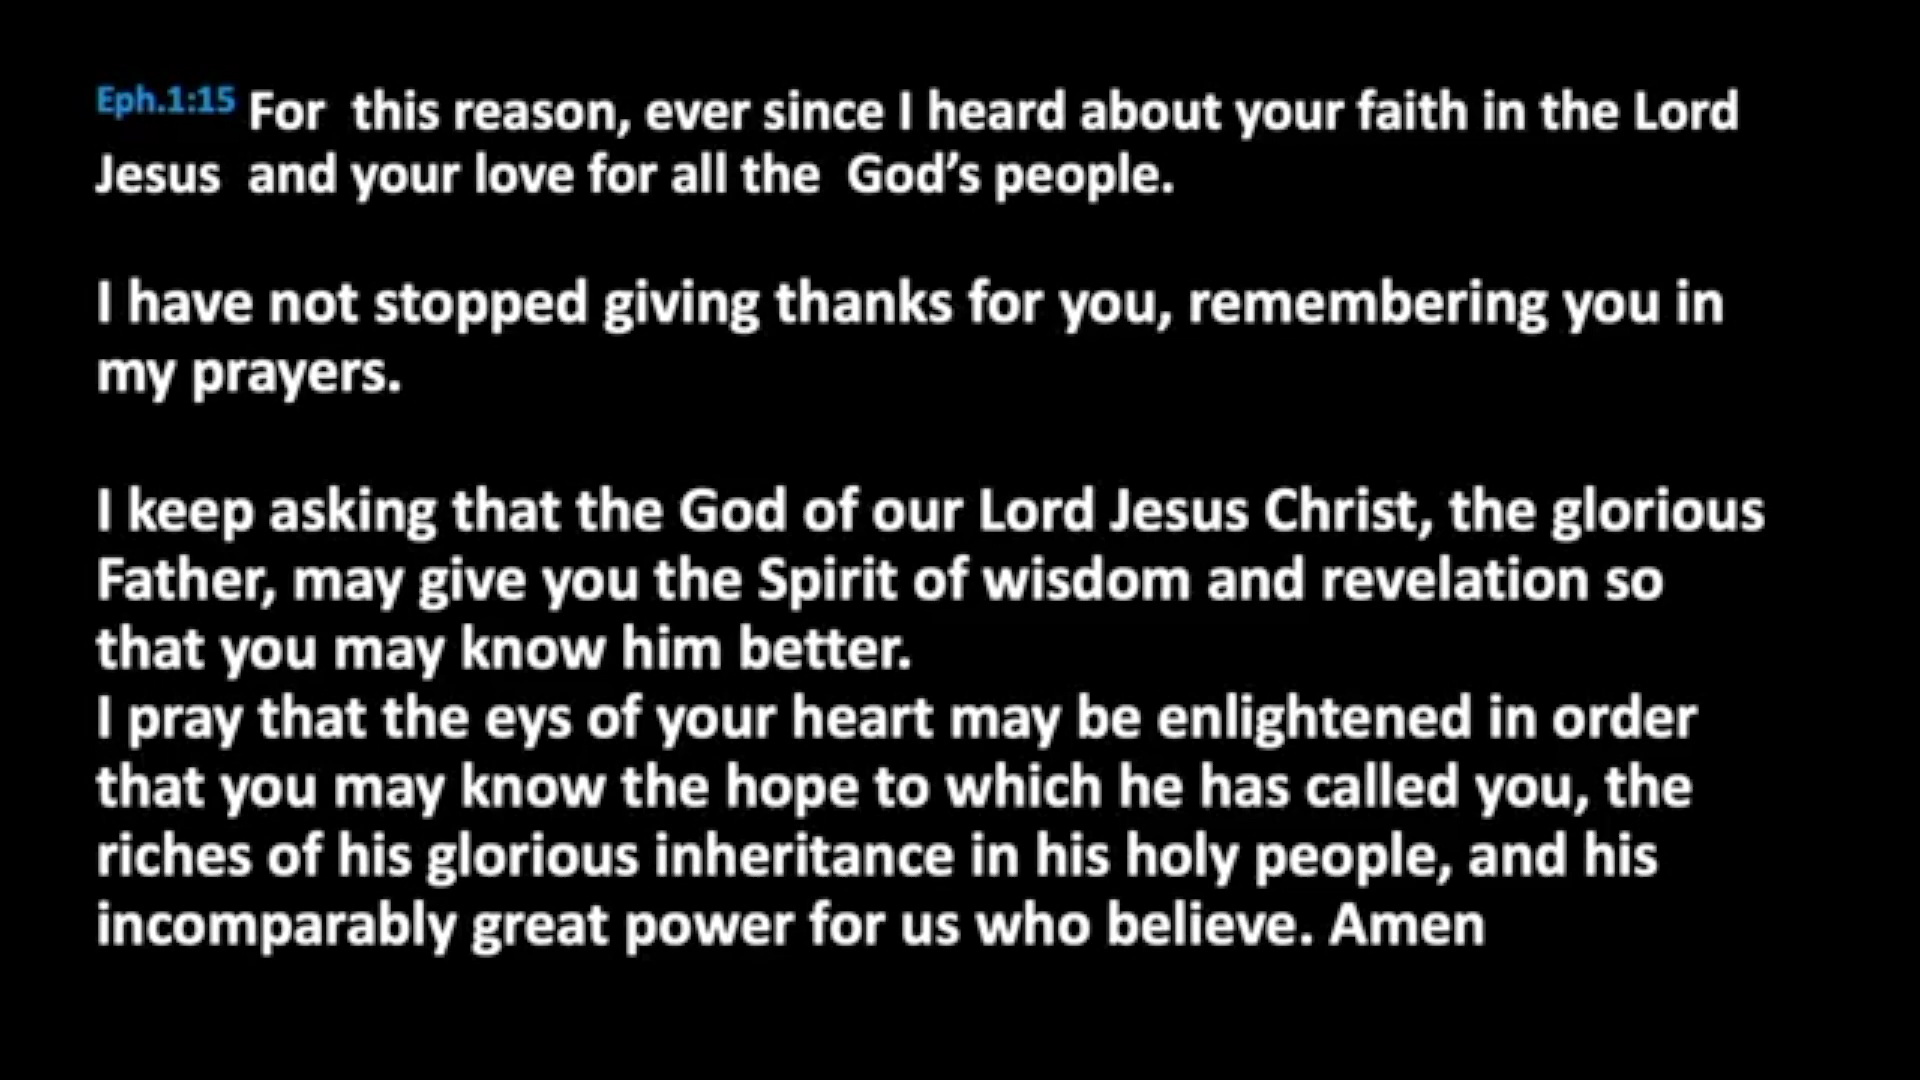 Eph.1:15 For this reason, ever since I heard about your faith in the Lord
Jesus and your love for all the God’s people.
I have not stopped giving thanks for you, remembering you in
my prayers.
I keep asking that the God of our Lord Jesus Christ, the glorious
Father, may give you the Spirit of wisdom and revelation so
that you may know him better.
I pray that the eys of your heart may be enlightened in order
that you may know the hope to which he has called you, the
riches of his glorious inheritance in his holy people, and his
incomparably great power for us who believe. Amen